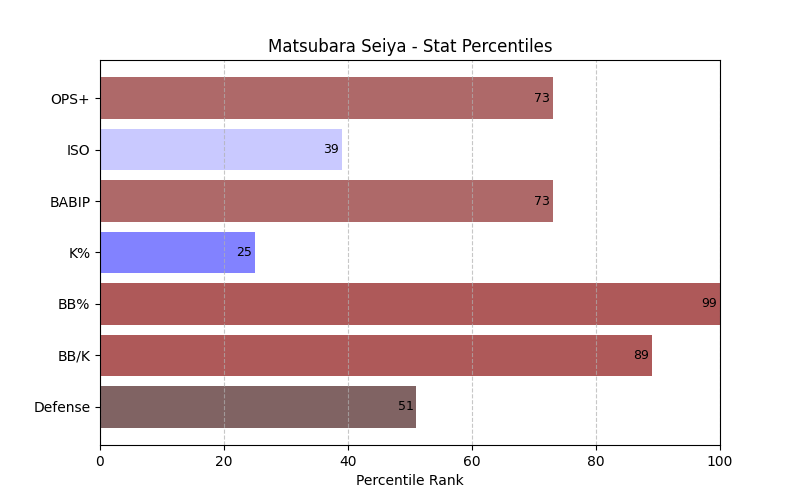 Matsubara Seiya - Stat Percentiles
OPS+ 73
ISO 39
BABIP 73
K% 25
BB% 99
BB/K 89
Defense 51
0 20 40 60 80 100
Percentile Rank